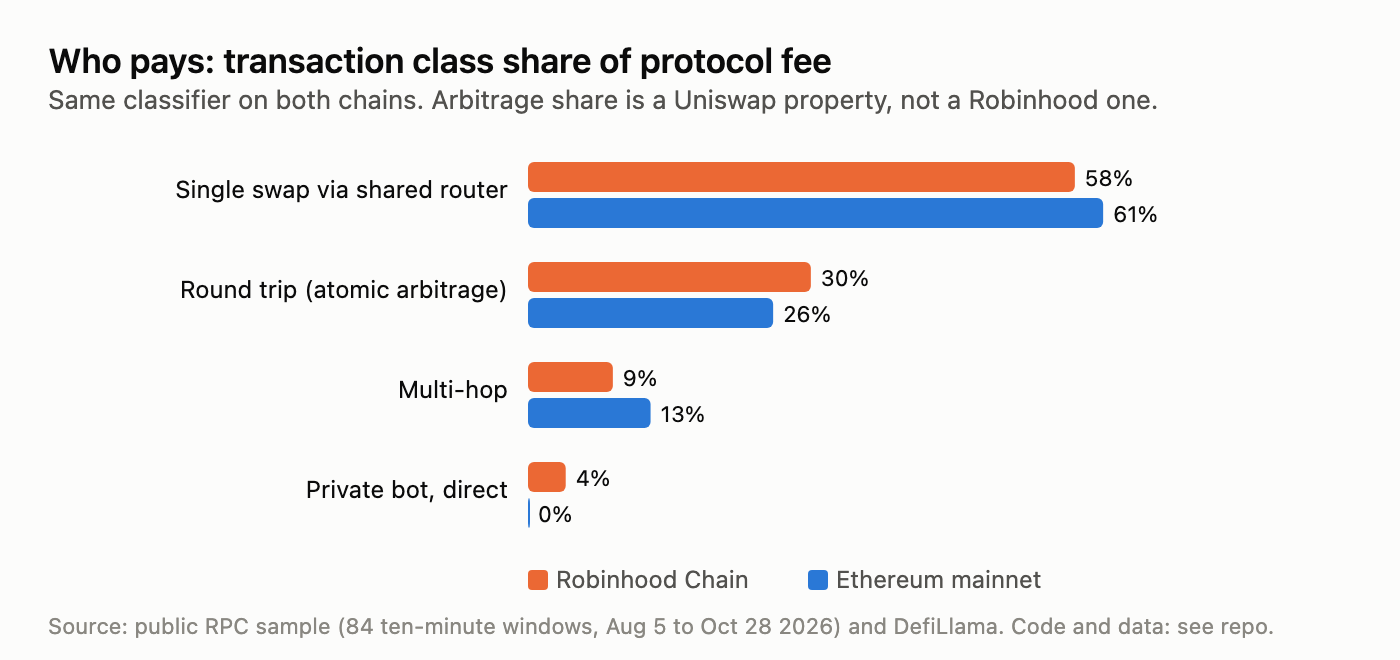 Who pays: transaction class share of protocol fee
Same classifier on both chains. Arbitrage share is a Uniswap property, not a Robinhood one.
Single swap via shared router
58%
61%
Round trip (atomic arbitrage)
30%
26%
Multi-hop
9%
13%
Private bot, direct
4%
0%
Robinhood Chain
Ethereum mainnet
Source: public RPC sample (84 ten-minute windows, Aug 5 to Oct 28 2026) and DefiLlama. Code and data: see repo.